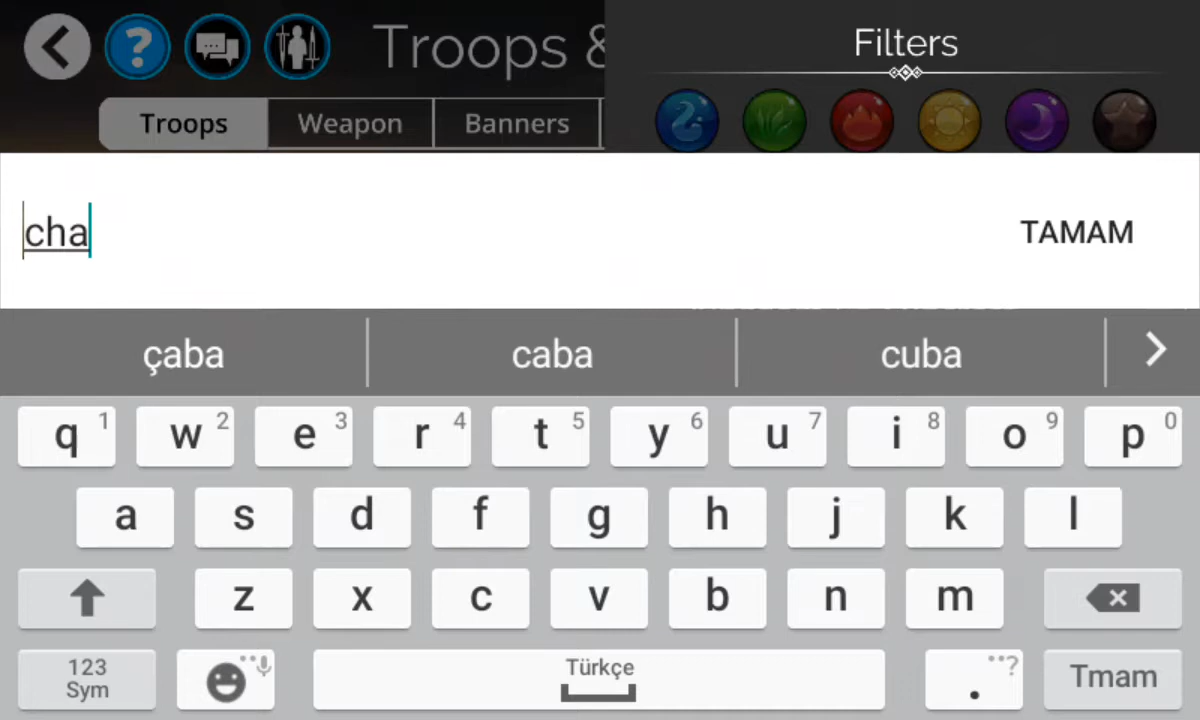 Troops &
Filters
Troops Weapon Banners
cha
TAMAM
çaba caba cuba
q 1 w 2 e 3 r 4 t 5 y 6 u 7 i 8 o 9 p 0
a s d f g h j k l
z x c v b n m
123
Sym
Türkçe
. ?
Tmam